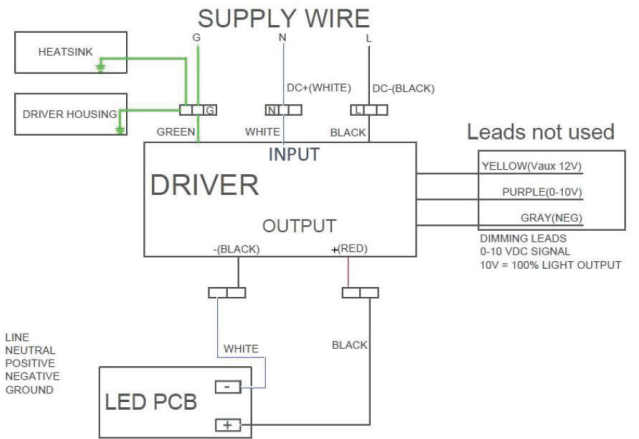 SUPPLY WIRE
G N L
HEATSINK
DC+(WHITE) DC-(BLACK)
DRIVER HOUSING
G N L
GREEN WHITE BLACK
Leads not used
INPUT
DRIVER
YELLOW(Vaux 12V)
PURPLE(0-10V)
GRAY(NEG)
OUTPUT
-(BLACK) +(RED)
DIMMING LEADS
0-10 VDC SIGNAL
10V = 100% LIGHT OUTPUT
LINE
NEUTRAL
POSITIVE
NEGATIVE
GROUND
WHITE BLACK
-
LED PCB
+